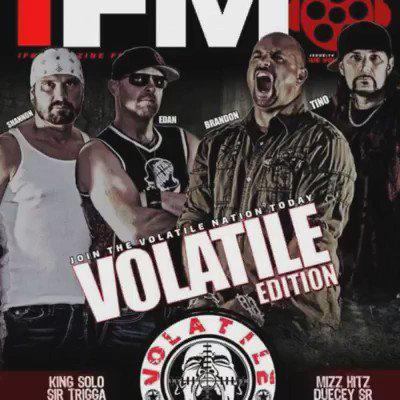 IFM
SHANNON
EDAN
BRANDON
TINO
JOIN THE VOLATILE NATION TODAY
VOLATILE
EDITION
VOLATILE
KING SOLO
SIR TRIGGA
MIZZ HITZ
DUECEY SR